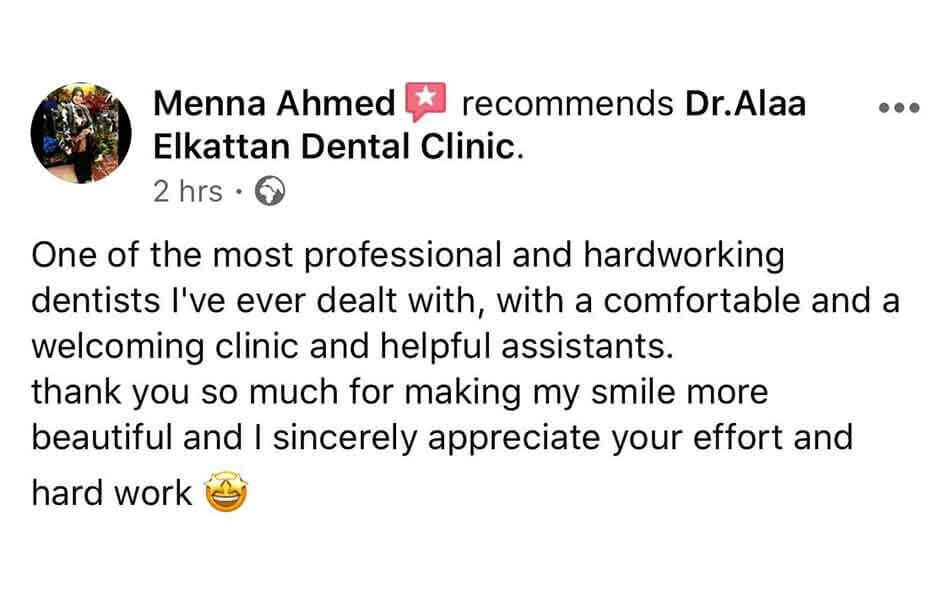 Menna Ahmed recommends Dr.Alaa
Elkattan Dental Clinic.
2 hrs ·
One of the most professional and hardworking
dentists I've ever dealt with, with a comfortable and a
welcoming clinic and helpful assistants.
thank you so much for making my smile more
beautiful and I sincerely appreciate your effort and
hard work 🤩